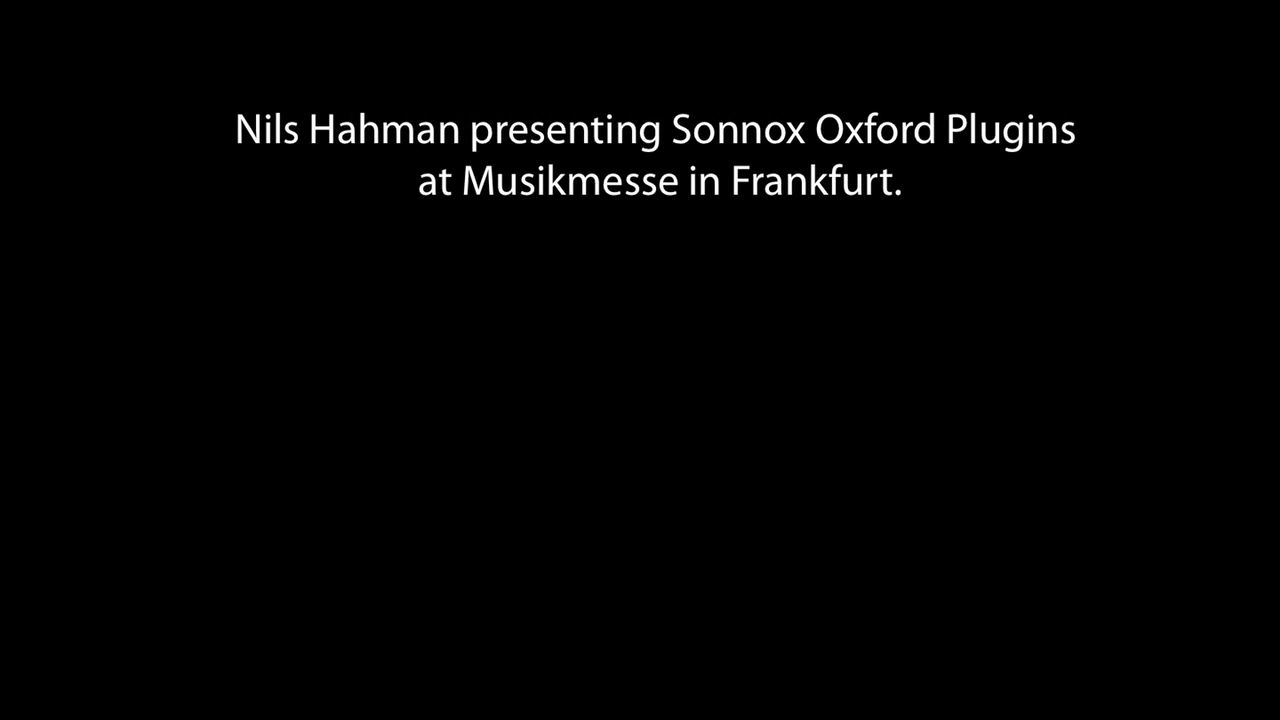 Nils Hahman presenting Sonnox Oxford Plugins
at Musikmesse in Frankfurt.